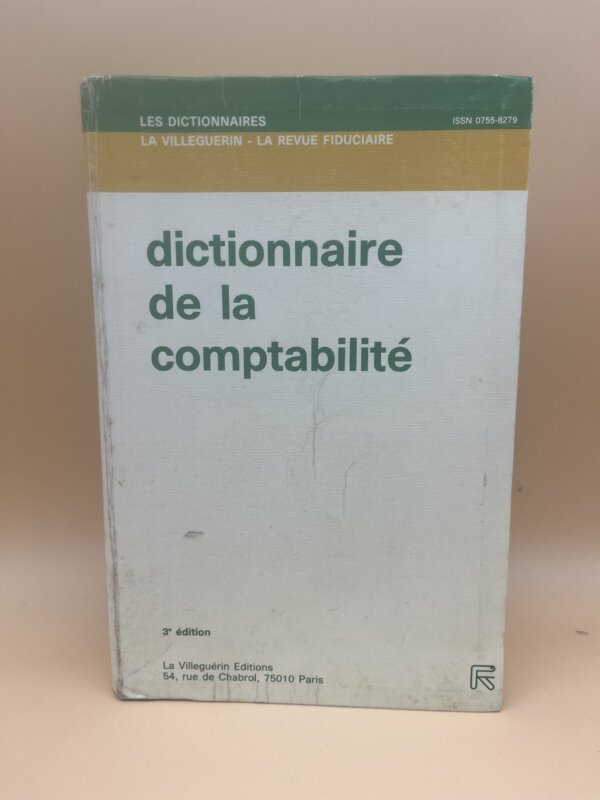 LES DICTIONNAIRES
ISSN 0755-8279
LA VILLEGUERIN - LA REVUE FIDUCIAIRE
dictionnaire
de la
comptabilité
3e édition
La Villeguérin Editions
54, rue de Chabrol, 75010 Paris